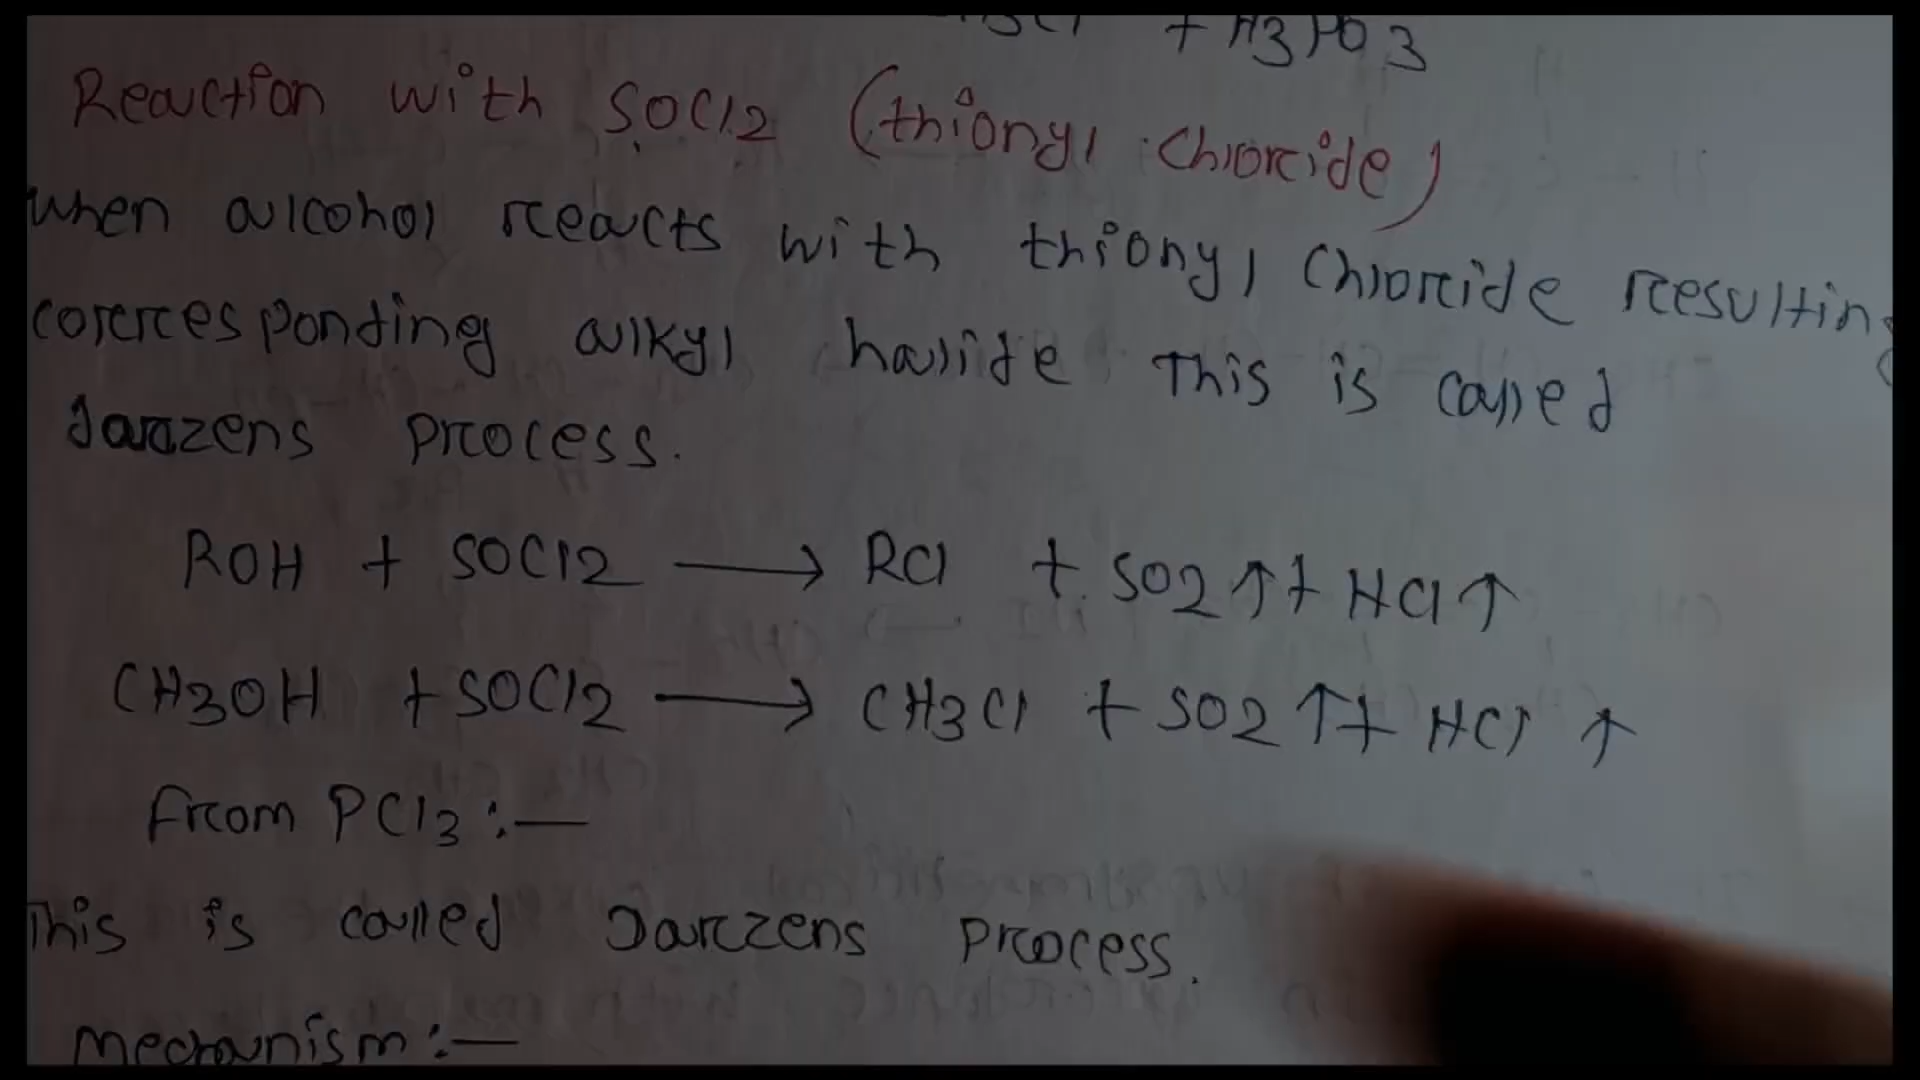 + H3PO3
Reaction with SOCl2 (thionyl chloride)
when alcohol reacts with thionyl chloride resulting
corresponding alkyl halide This is called
darzens process.
ROH + SOCl2 → RCl + SO2↑ + HCl↑
CH3OH + SOCl2 → CH3Cl + SO2↑ + HCl ↑
From PCl3 :—
This is called Darzens process.
mechanism :—